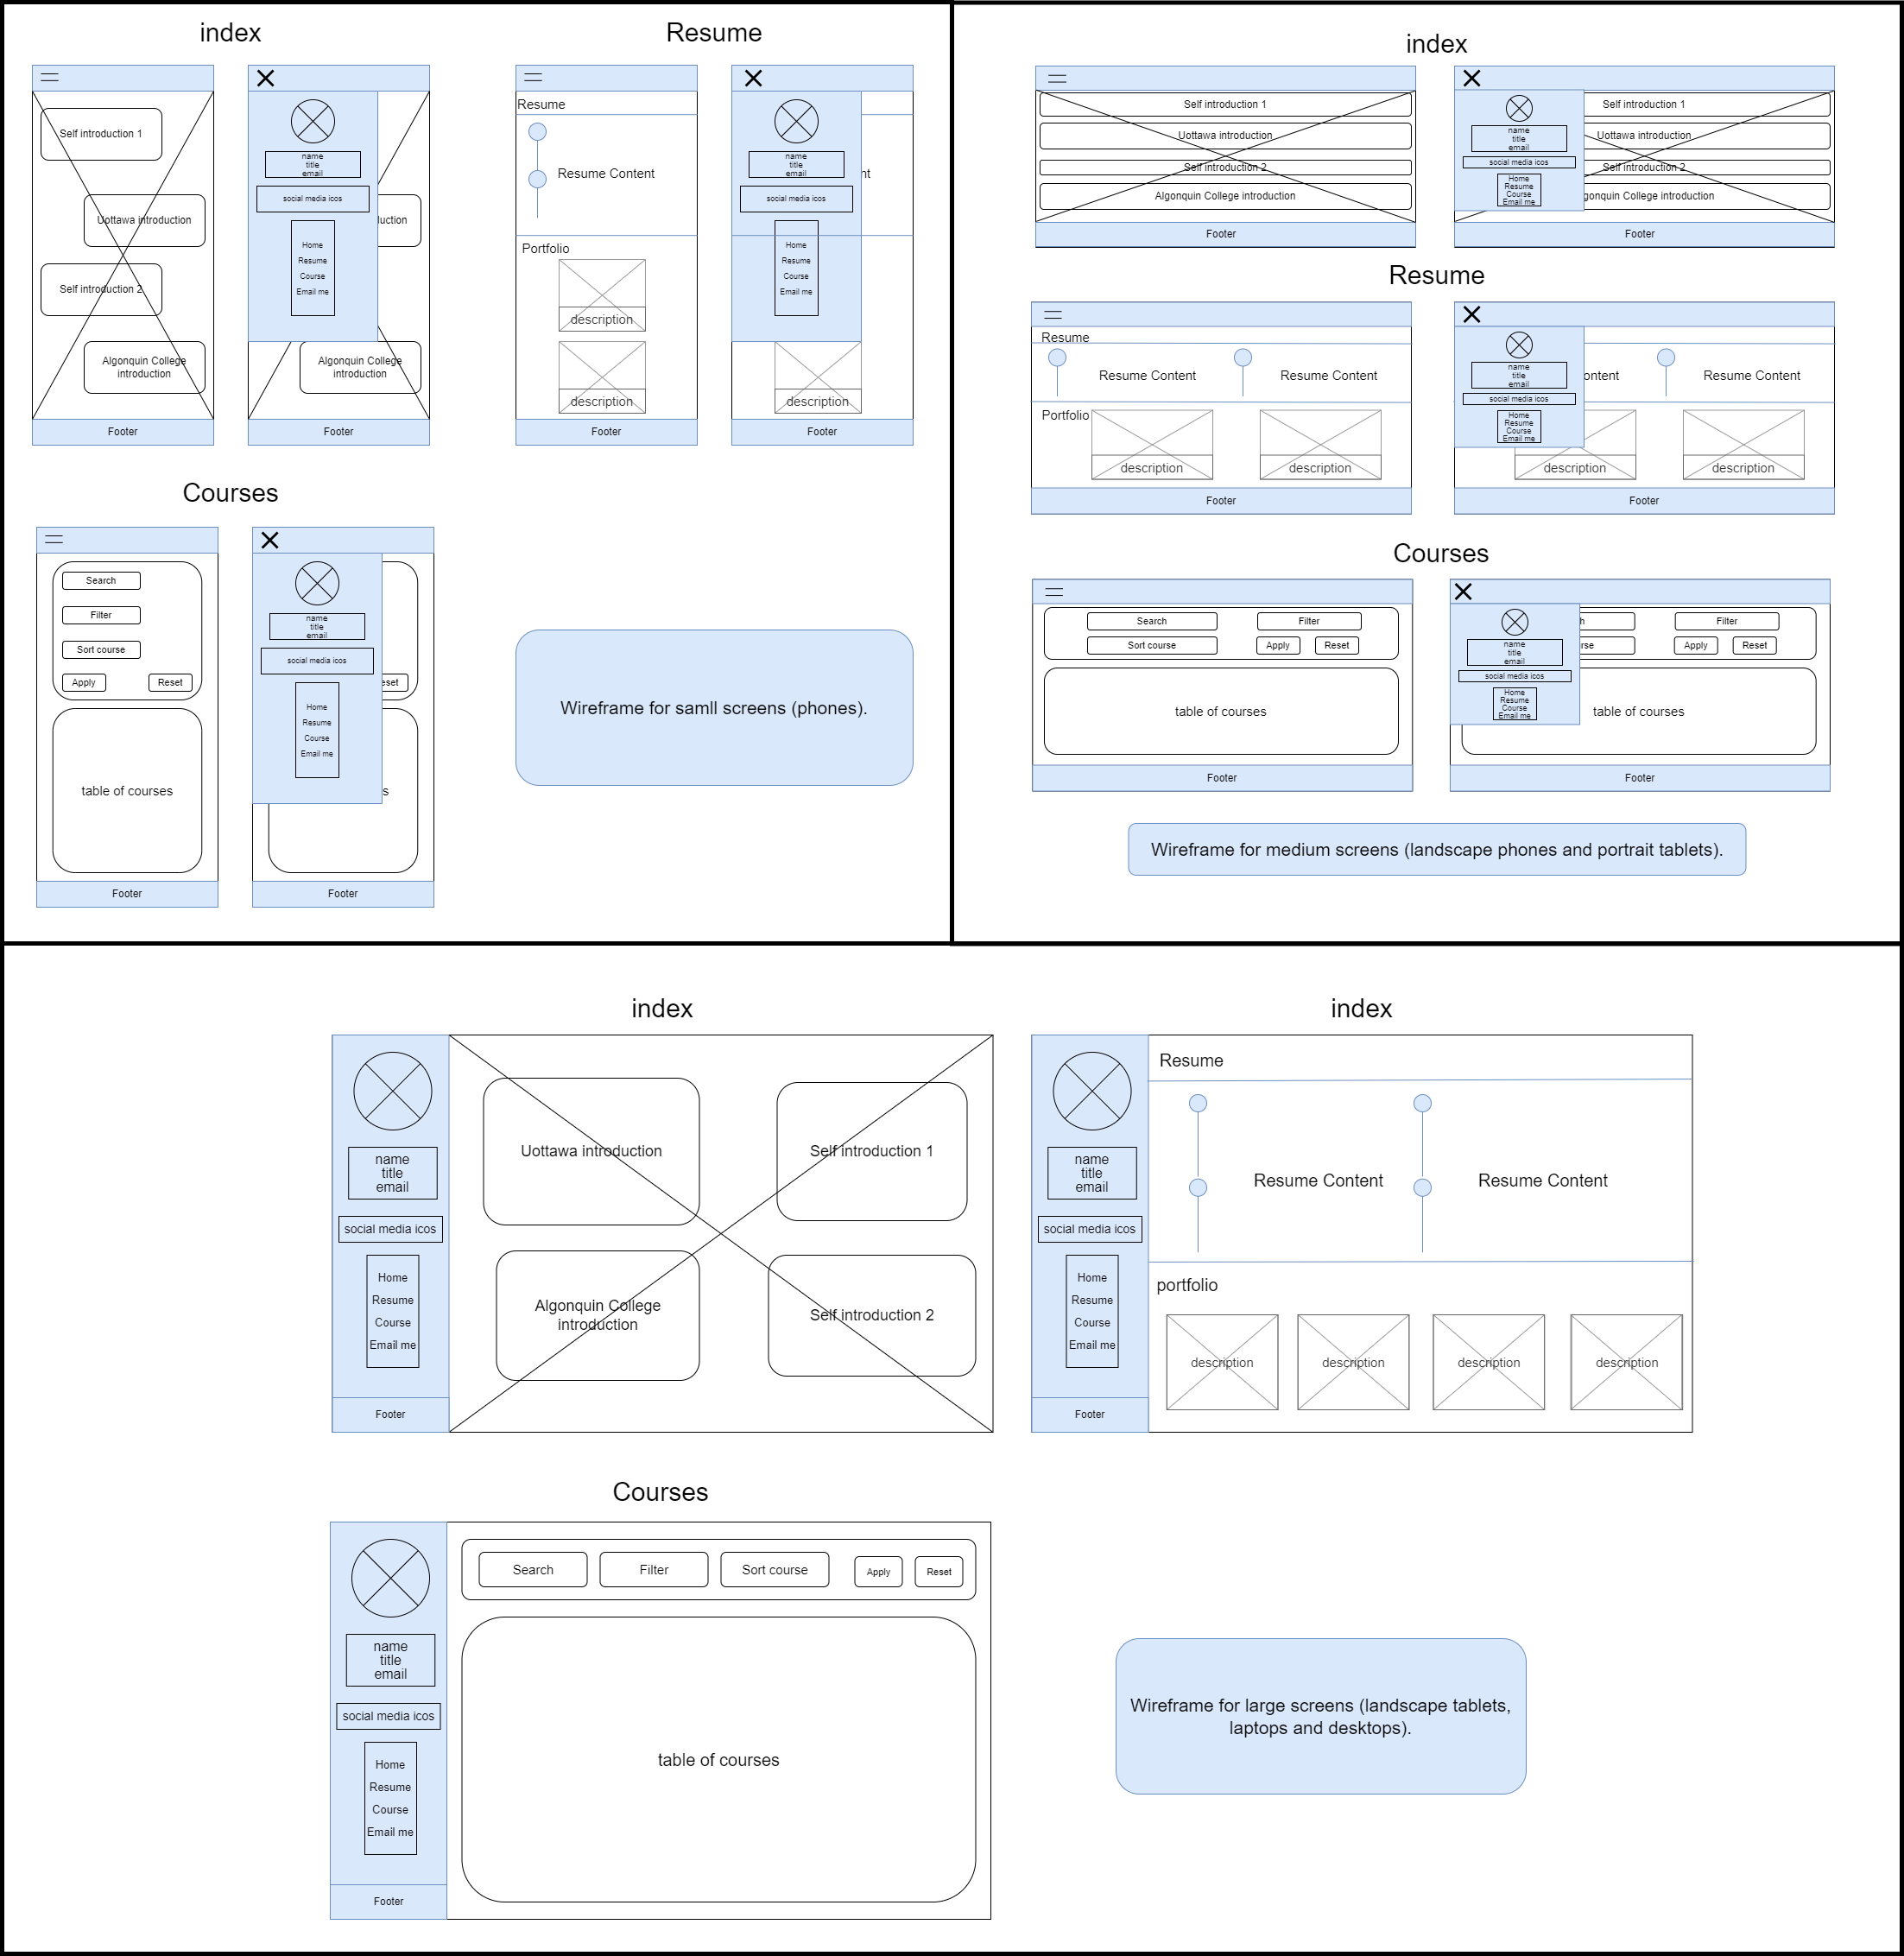 index
Self introduction 1
Uottawa introduction
Self introduction 2
Algonquin College
introduction
Footer
name
title
email
social media icos
Home
Resume
Course
Email me
luction
Algonquin College
introduction
Footer
Resume
Resume
Resume Content
Portfolio
description
description
Footer
name
title
email
social media icos
Home
Resume
Course
Email me
nt
description
Footer
Courses
Search
Filter
Sort course
Apply
Reset
table of courses
Footer
name
title
email
social media icos
Home
Resume
Course
Email me
eset
s
Footer
Wireframe for samll screens (phones).
index
Self introduction 1
Uottawa introduction
Self introduction 2
Algonquin College introduction
Footer
name
title
email
social media icos
Home
Resume
Course
Email me
Self introduction 1
Uottawa introduction
Self introduction 2
gonquin College introduction
Footer
Resume
Resume
Resume Content
Resume Content
Portfolio
description
description
Footer
name
title
email
social media icos
Home
Resume
Course
Email me
ontent
Resume Content
description
description
Footer
Courses
Search
Filter
Sort course
Apply
Reset
table of courses
Footer
name
title
email
social media icos
Home
Resume
Course
Email me
h
Filter
rse
Apply
Reset
table of courses
Footer
Wireframe for medium screens (landscape phones and portrait tablets).
index
name
title
email
social media icos
Home
Resume
Course
Email me
Footer
Uottawa introduction
Self introduction 1
Algonquin College
introduction
Self introduction 2
index
name
title
email
social media icos
Home
Resume
Course
Email me
Footer
Resume
Resume Content
Resume Content
portfolio
description
description
description
description
Courses
name
title
email
social media icos
Home
Resume
Course
Email me
Footer
Search
Filter
Sort course
Apply
Reset
table of courses
Wireframe for large screens (landscape tablets,
laptops and desktops).